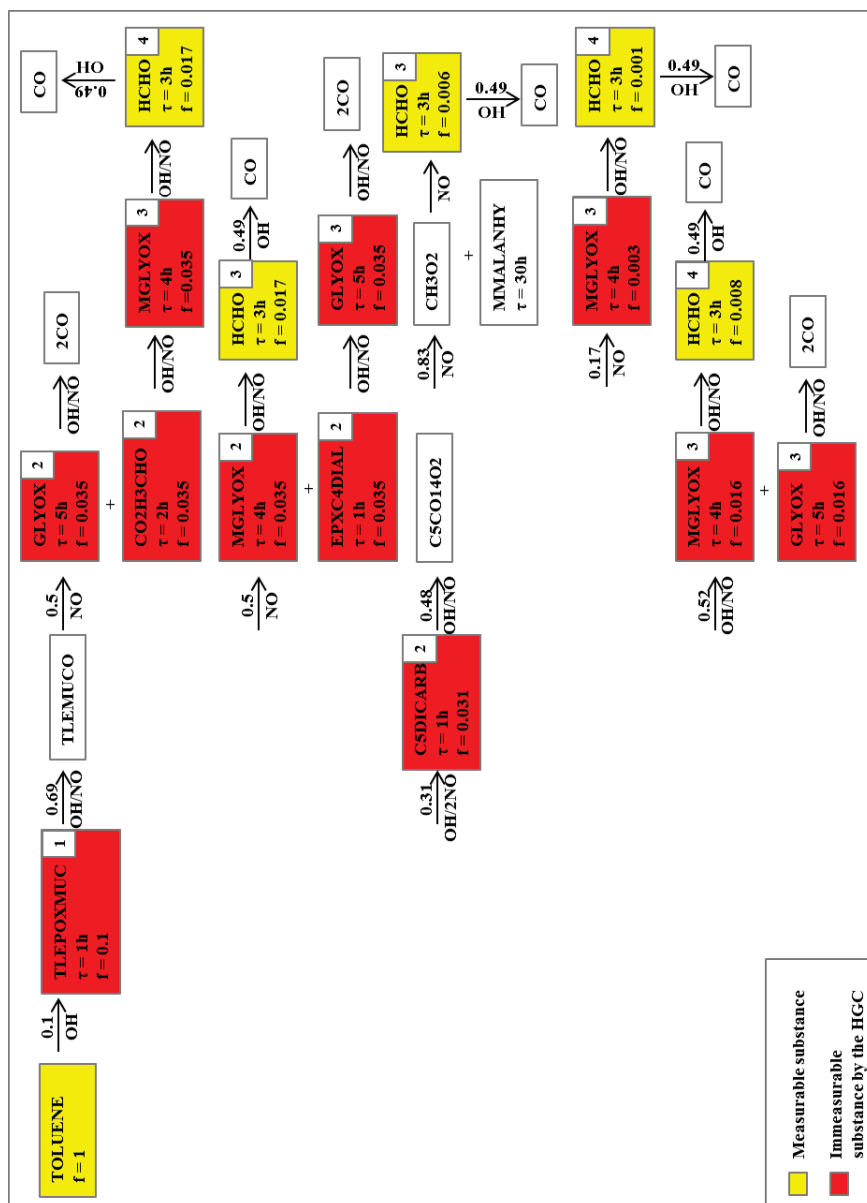 TOLUENE
f = 1
0.1
OH
TLEPOXMUC
1
τ = 1h
f = 0.1
0.69
OH/NO
TLEMUCO
0.5
NO
GLYOX
2
τ = 5h
f = 0.035
OH/NO
2CO
+
CO2H3CHO
2
τ = 2h
f = 0.035
OH/NO
MGLYOX
3
τ = 4h
f =0.035
OH/NO
HCHO
4
τ = 3h
f = 0.017
0.49
OH
CO
0.5
NO
MGLYOX
2
τ = 4h
f = 0.035
OH/NO
HCHO
3
τ = 3h
f = 0.017
0.49
OH
CO
+
EPXC4DIAL
2
τ = 1h
f = 0.035
OH/NO
GLYOX
3
τ = 5h
f = 0.035
OH/NO
2CO
0.31
OH/2NO
C5DICARB
2
τ = 1h
f = 0.031
0.48
OH/NO
C5CO14O2
0.83
NO
CH3O2
NO
HCHO
3
τ = 3h
f = 0.006
0.49
OH
CO
+
MMALANHY
τ = 30h
0.17
NO
MGLYOX
3
τ = 4h
f = 0.003
OH/NO
HCHO
4
τ = 3h
f = 0.001
0.49
OH
CO
0.52
OH/NO
MGLYOX
3
τ = 4h
f = 0.016
OH/NO
HCHO
4
τ = 3h
f = 0.008
0.49
OH
CO
+
GLYOX
3
τ = 5h
f = 0.016
OH/NO
2CO
Measurable substance
Immeasurable
substance by the HGC